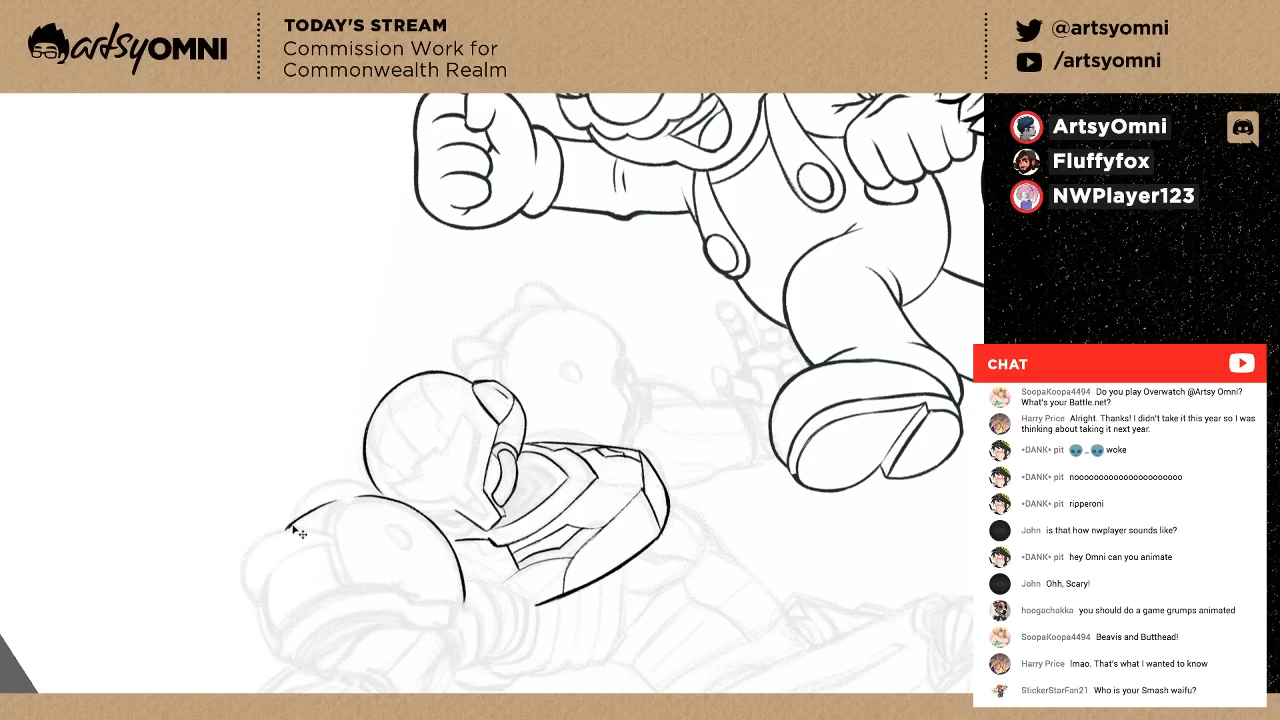 artsyOMNI
TODAY'S STREAM
Commission Work for
Commonwealth Realm
@artsyomni
/artsyomni
ArtsyOmni
Fluffyfox
NWPlayer123
CHAT
SoopaKoopa4494 Do you play Overwatch @Artsy Omni?
What's your Battle.net?
Harry Price Alright. Thanks! I didn't take it this year so I was
thinking about taking it next year.
*DANK* pit 👽_👽 woke
*DANK* pit nooooooooooooooooooooooo
*DANK* pit ripperoni
John is that how nwplayer sounds like?
*DANK* pit hey Omni can you animate
John Ohh, Scary!
hoogachakka you should do a game grumps animated
SoopaKoopa4494 Beavis and Butthead!
Harry Price lmao. That's what I wanted to know
StickerStarFan21 Who is your Smash waifu?